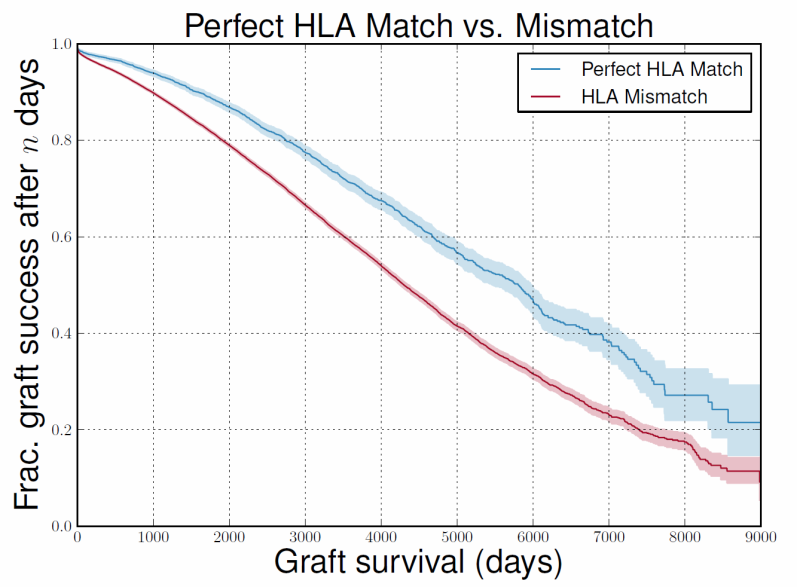 Perfect HLA Match vs. Mismatch
Perfect HLA Match
HLA Mismatch
Frac. graft success after n days
1.0
0.8
0.6
0.4
0.2
0.0
0 1000 2000 3000 4000 5000 6000 7000 8000 9000
Graft survival (days)